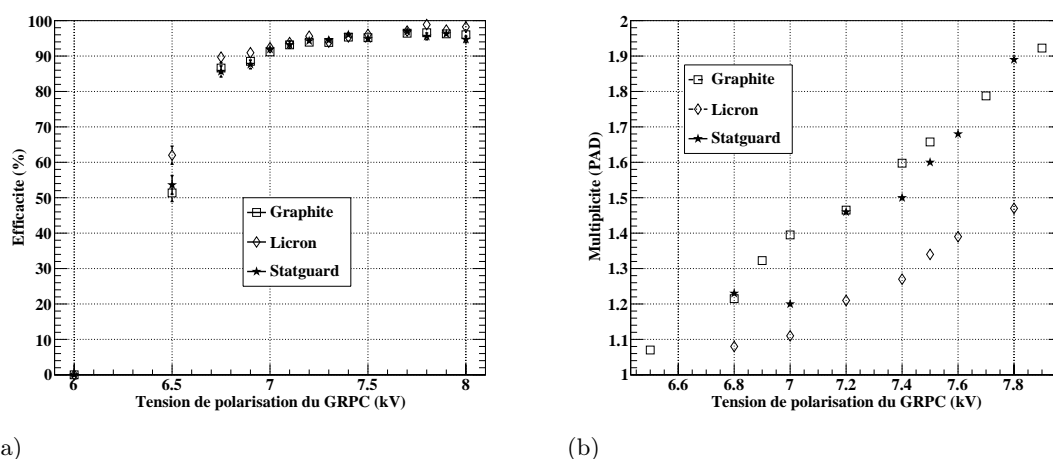 100
90
80
70
60
50
40
30
20
10
0
Efficacite (%)
Graphite
Licron
Statguard
6 6.5 7 7.5 8
Tension de polarisation du GRPC (kV)
2
1.9
1.8
1.7
1.6
1.5
1.4
1.3
1.2
1.1
1
Multiplicite (PAD)
Graphite
Licron
Statguard
6.6 6.8 7 7.2 7.4 7.6 7.8
Tension de polarisation du GRPC (kV)
a)
(b)